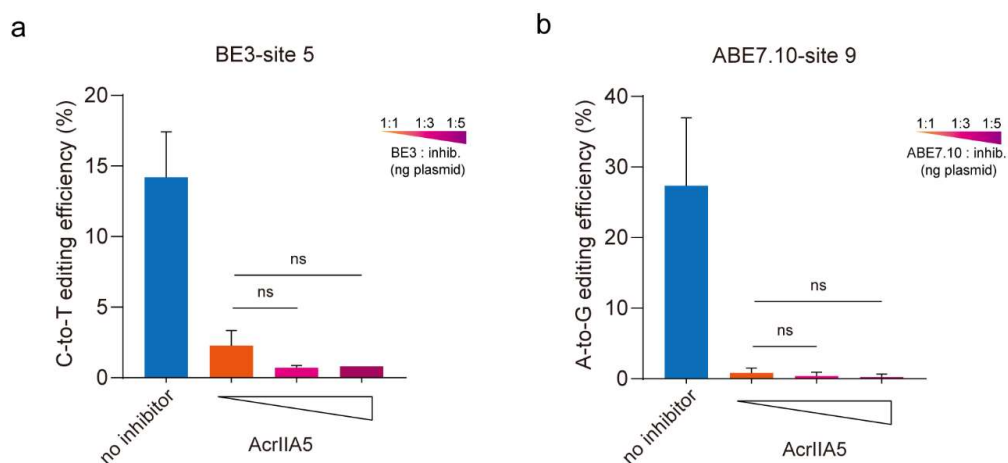 a
BE3-site 5
C-to-T editing efficiency (%)
20
15
10
5
0
1:1 1:3 1:5
BE3 : inhib.
(ng plasmid)
ns
ns
no inhibitor
AcrIIA5
b
ABE7.10-site 9
A-to-G editing efficiency (%)
40
30
20
10
0
1:1 1:3 1:5
ABE7.10 : inhib.
(ng plasmid)
ns
ns
no inhibitor
AcrIIA5